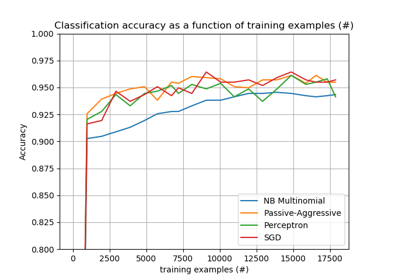 Classification accuracy as a function of training examples (#)
1.000
0.975
0.950
0.925
0.900
0.875
0.850
0.825
0.800
Accuracy
NB Multinomial
Passive-Aggressive
Perceptron
SGD
0 2500 5000 7500 10000 12500 15000 17500
training examples (#)